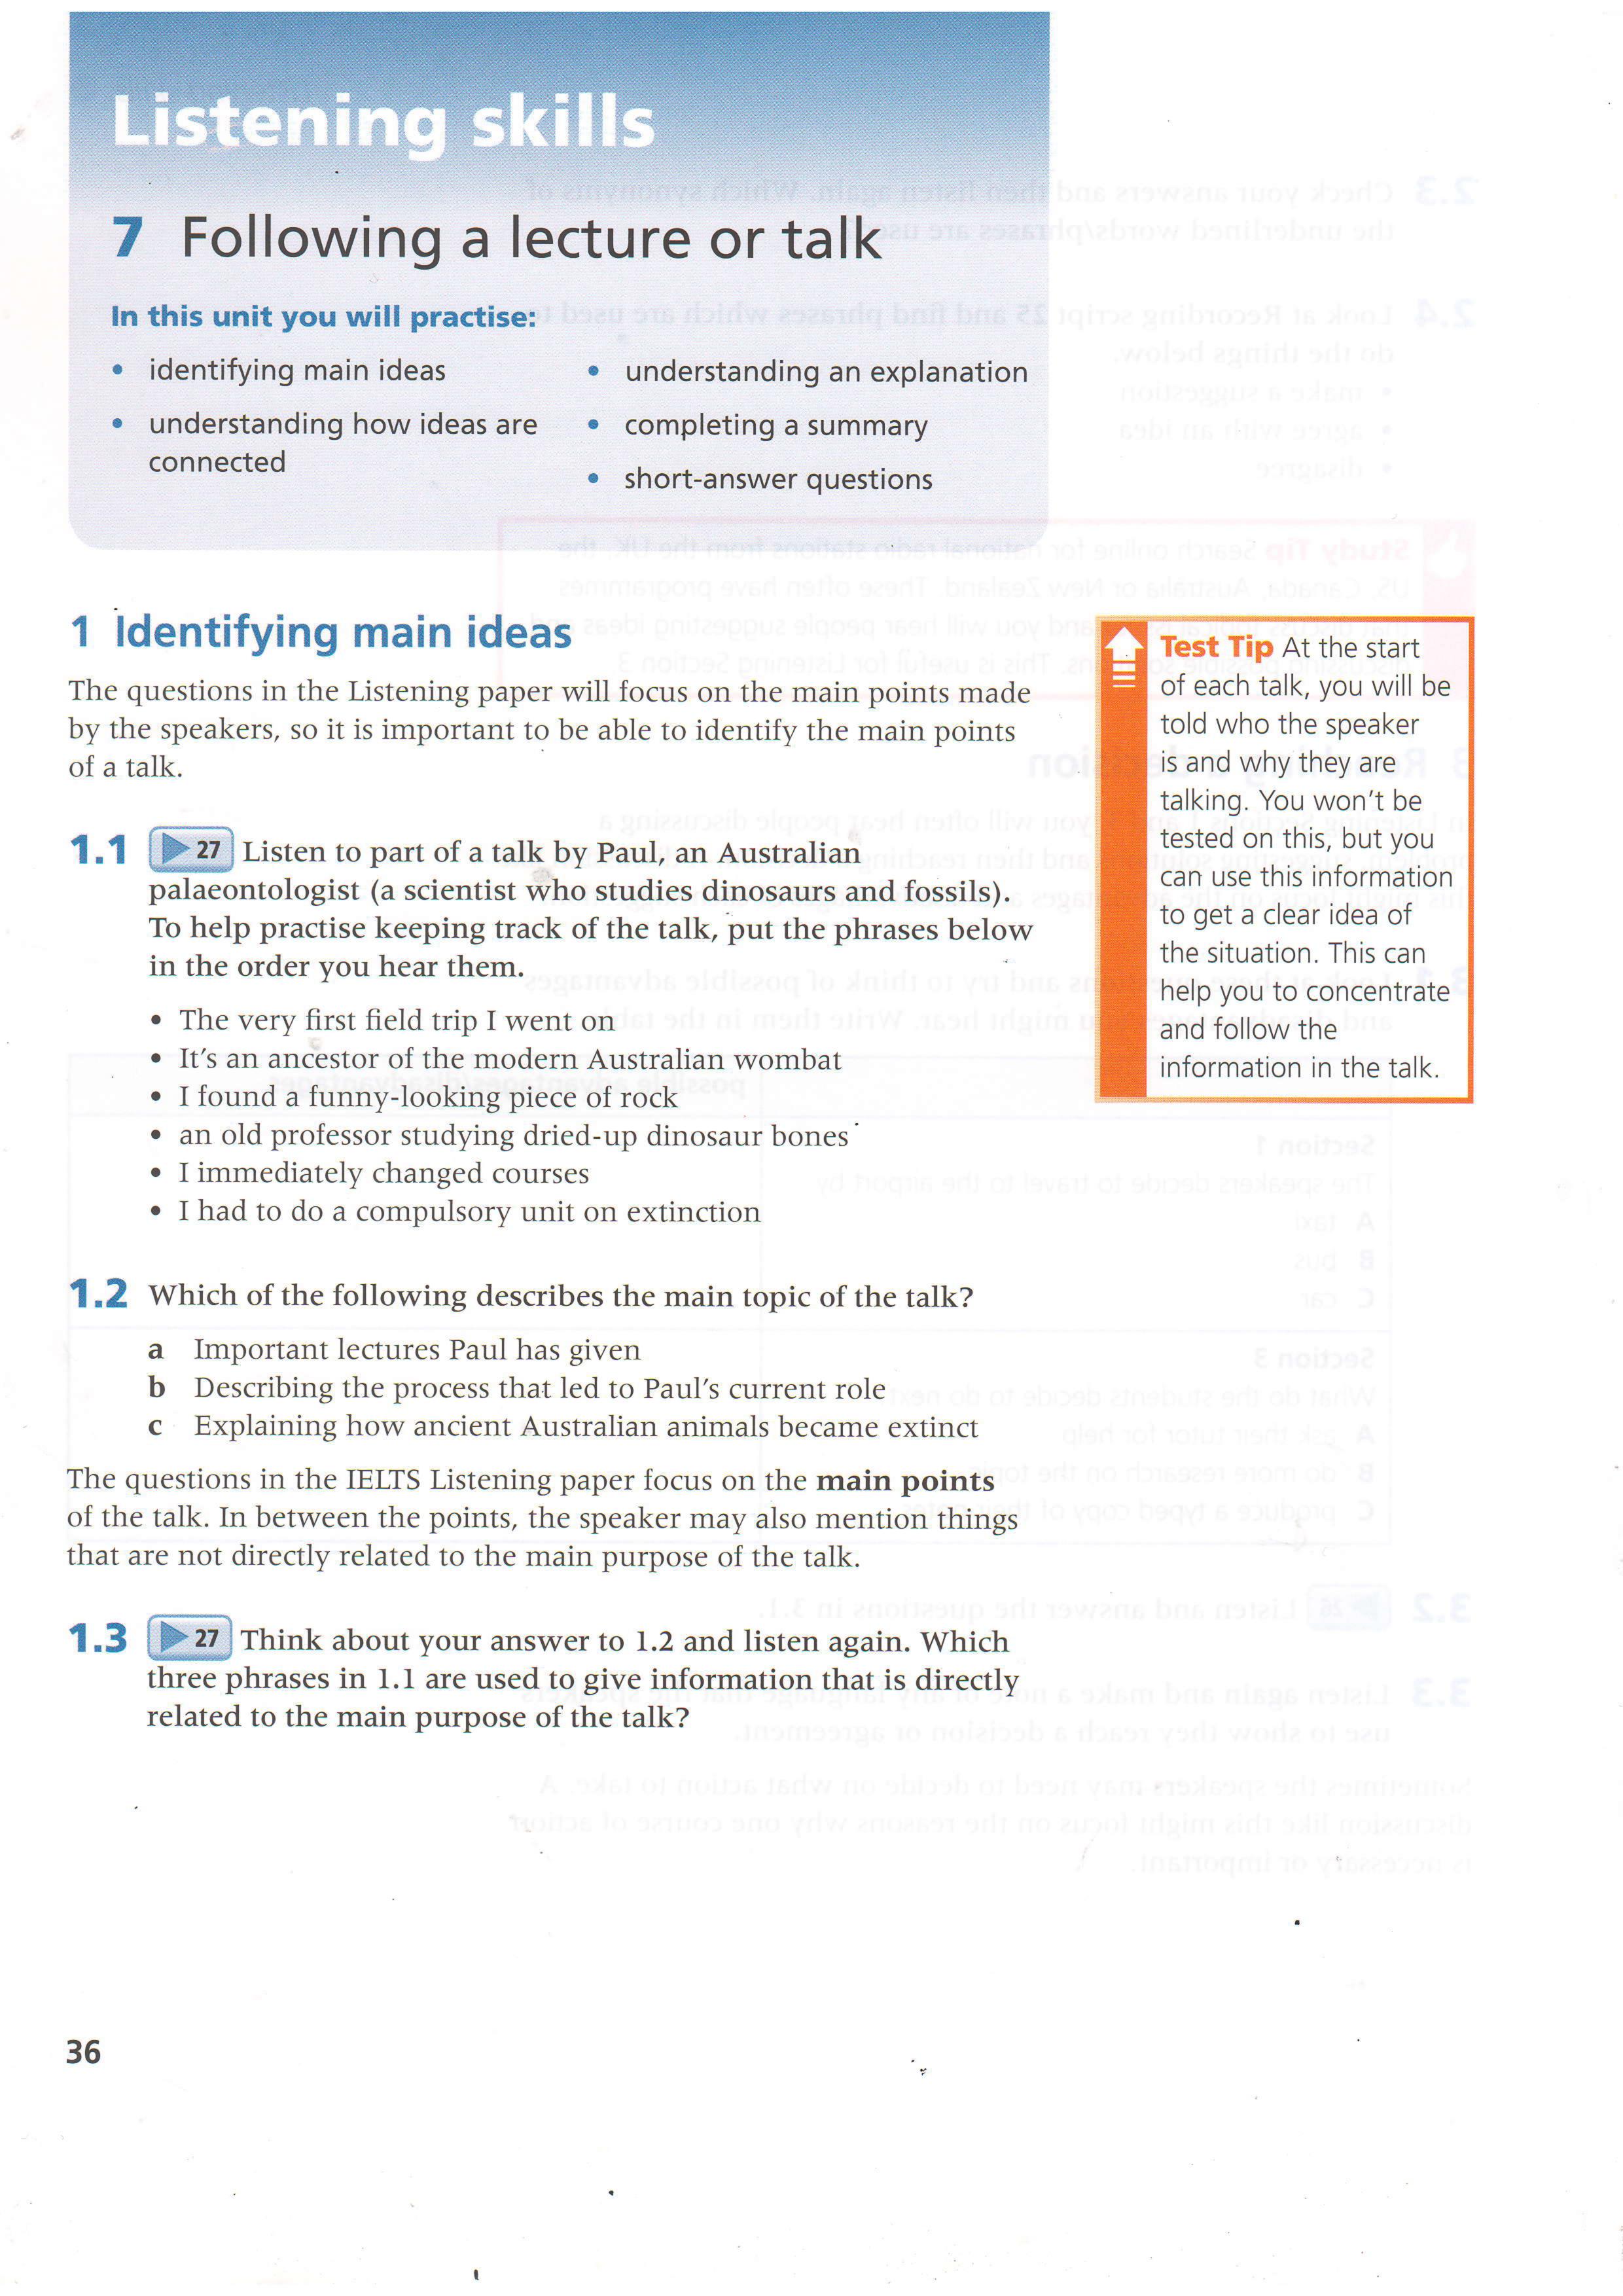 Listening skills
7 Following a lecture or talk
In this unit you will practise:
• identifying main ideas
• understanding how ideas are
connected
• understanding an explanation
• completing a summary
• short-answer questions
1 Identifying main ideas
The questions in the Listening paper will focus on the main points made
by the speakers, so it is important to be able to identify the main points
of a talk.
1.1 27 Listen to part of a talk by Paul, an Australian
palaeontologist (a scientist who studies dinosaurs and fossils).
To help practise keeping track of the talk, put the phrases below
in the order you hear them.
• The very first field trip I went on
• It's an ancestor of the modern Australian wombat
• I found a funny-looking piece of rock
• an old professor studying dried-up dinosaur bones
• I immediately changed courses
• I had to do a compulsory unit on extinction
Test Tip At the start
of each talk, you will be
told who the speaker
is and why they are
talking. You won't be
tested on this, but you
can use this information
to get a clear idea of
the situation. This can
help you to concentrate
and follow the
information in the talk.
1.2 Which of the following describes the main topic of the talk?
a Important lectures Paul has given
b Describing the process that led to Paul's current role
c Explaining how ancient Australian animals became extinct
The questions in the IELTS Listening paper focus on the main points
of the talk. In between the points, the speaker may also mention things
that are not directly related to the main purpose of the talk.
1.3 27 Think about your answer to 1.2 and listen again. Which
three phrases in 1.1 are used to give information that is directly
related to the main purpose of the talk?
36